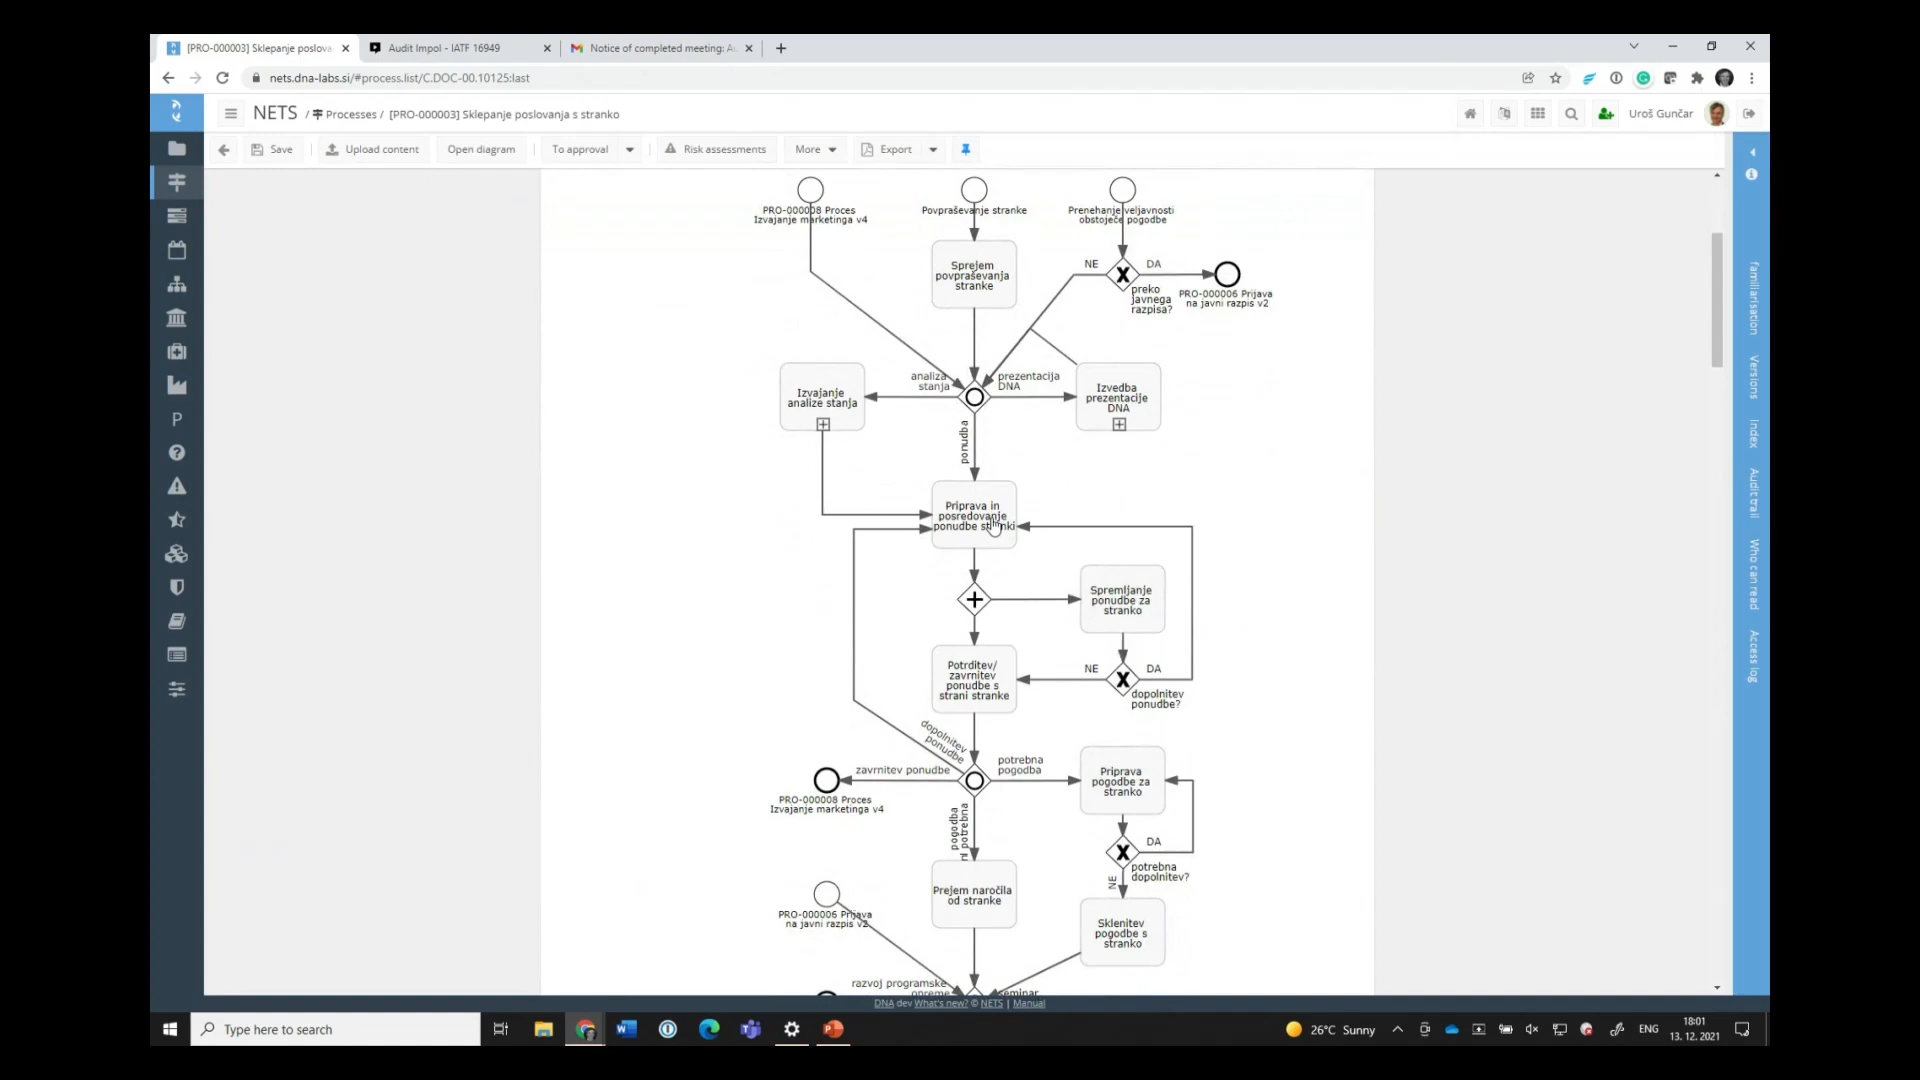 [PRO-000003] Sklepanje poslova
Audit Impol - IATF 16949
Notice of completed meeting: Au
nets.dna-labs.si/#process.list/C.DOC-00.10125:last
NETS / Processes / [PRO-000003] Sklepanje poslovanja s stranko
Uroš Gunčar
Save
Upload content
Open diagram
To approval
Risk assessments
More
Export
PRO-000008 Proces
Izvajanje marketinga v4
Povpraševanje stranke
Prenehanje veljavnosti
obstoječe pogodbe
Sprejem
povpraševanja
stranke
NE
DA
preko
javnega
razpisa?
PRO-000006 Prijava
na javni razpis v2
Izvajanje
analize stanja
analiza
stanja
prezentacija
DNA
Izvedba
prezentacije
DNA
ponudba
Priprava in
posredovanje
ponudbe stranki
Spremljanje
ponudbe za
stranko
Potrditev/
zavrnitev
ponudbe s
strani stranke
NE
DA
dopolnitev
ponudbe?
dopolnitev
ponudbe
zavrnitev ponudbe
potrebna
pogodba
PRO-000008 Proces
Izvajanje marketinga v4
Priprava
pogodbe za
stranko
pogodba
ni potrebna
DA
potrebna
dopolnitev?
NE
PRO-000006 Prijava
na javni razpis v2
Prejem naročila
od stranke
Sklenitev
pogodbe s
stranko
razvoj programske
opreme
seminar
familiarisation
Versions
Index
Audit trail
Who can read
Access log
P
DNA dev What's new? © NETS | Manual
Type here to search
26°C Sunny
ENG
18:01
13. 12. 2021